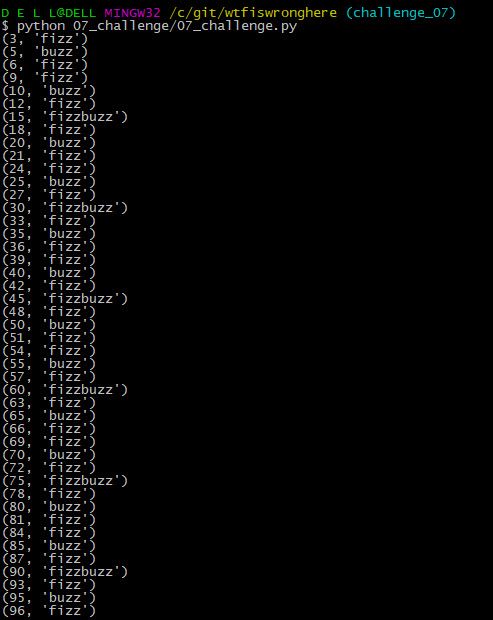 D E L L@DELL MINGW32 /c/git/wtfiswronghere (challenge_07)
$ python 07_challenge/07_challenge.py
(3, 'fizz')
(5, 'buzz')
(6, 'fizz')
(9, 'fizz')
(10, 'buzz')
(12, 'fizz')
(15, 'fizzbuzz')
(18, 'fizz')
(20, 'buzz')
(21, 'fizz')
(24, 'fizz')
(25, 'buzz')
(27, 'fizz')
(30, 'fizzbuzz')
(33, 'fizz')
(35, 'buzz')
(36, 'fizz')
(39, 'fizz')
(40, 'buzz')
(42, 'fizz')
(45, 'fizzbuzz')
(48, 'fizz')
(50, 'buzz')
(51, 'fizz')
(54, 'fizz')
(55, 'buzz')
(57, 'fizz')
(60, 'fizzbuzz')
(63, 'fizz')
(65, 'buzz')
(66, 'fizz')
(69, 'fizz')
(70, 'buzz')
(72, 'fizz')
(75, 'fizzbuzz')
(78, 'fizz')
(80, 'buzz')
(81, 'fizz')
(84, 'fizz')
(85, 'buzz')
(87, 'fizz')
(90, 'fizzbuzz')
(93, 'fizz')
(95, 'buzz')
(96, 'fizz')